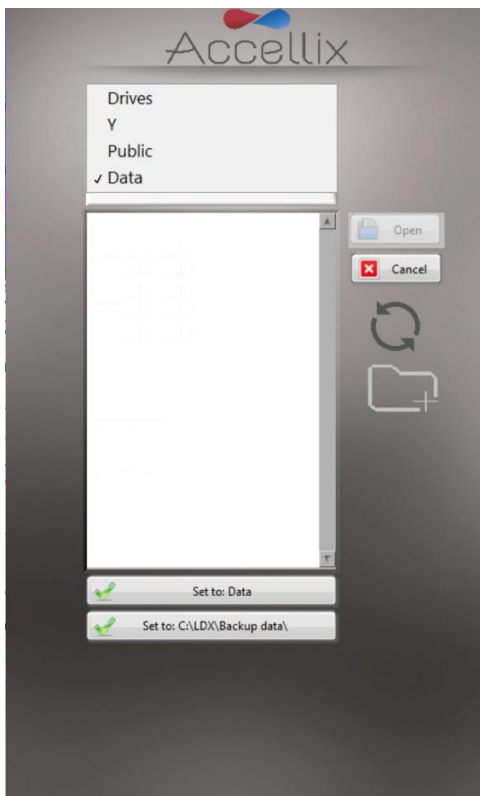 Accellix
Drives
Y
Public
✓ Data
Open
Cancel
Set to: Data
Set to: C:\LDX\Backup data\